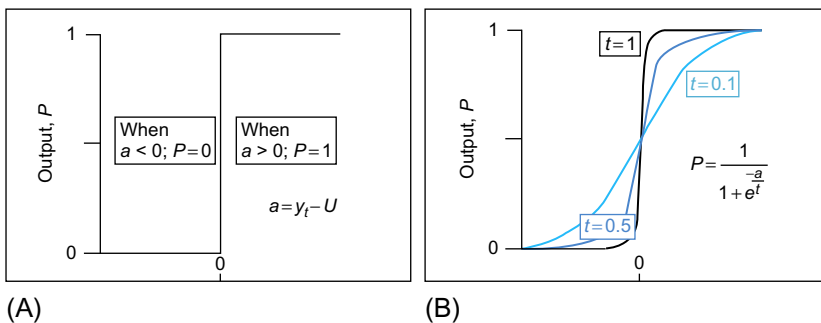 1
Output, P
0
When
a < 0; P=0
When
a > 0; P=1
a=y_t−U
0
(A)
1
Output, P
0
t=1
t=0.1
t=0.5
P= 1
1+e^{−a/t}
0
(B)